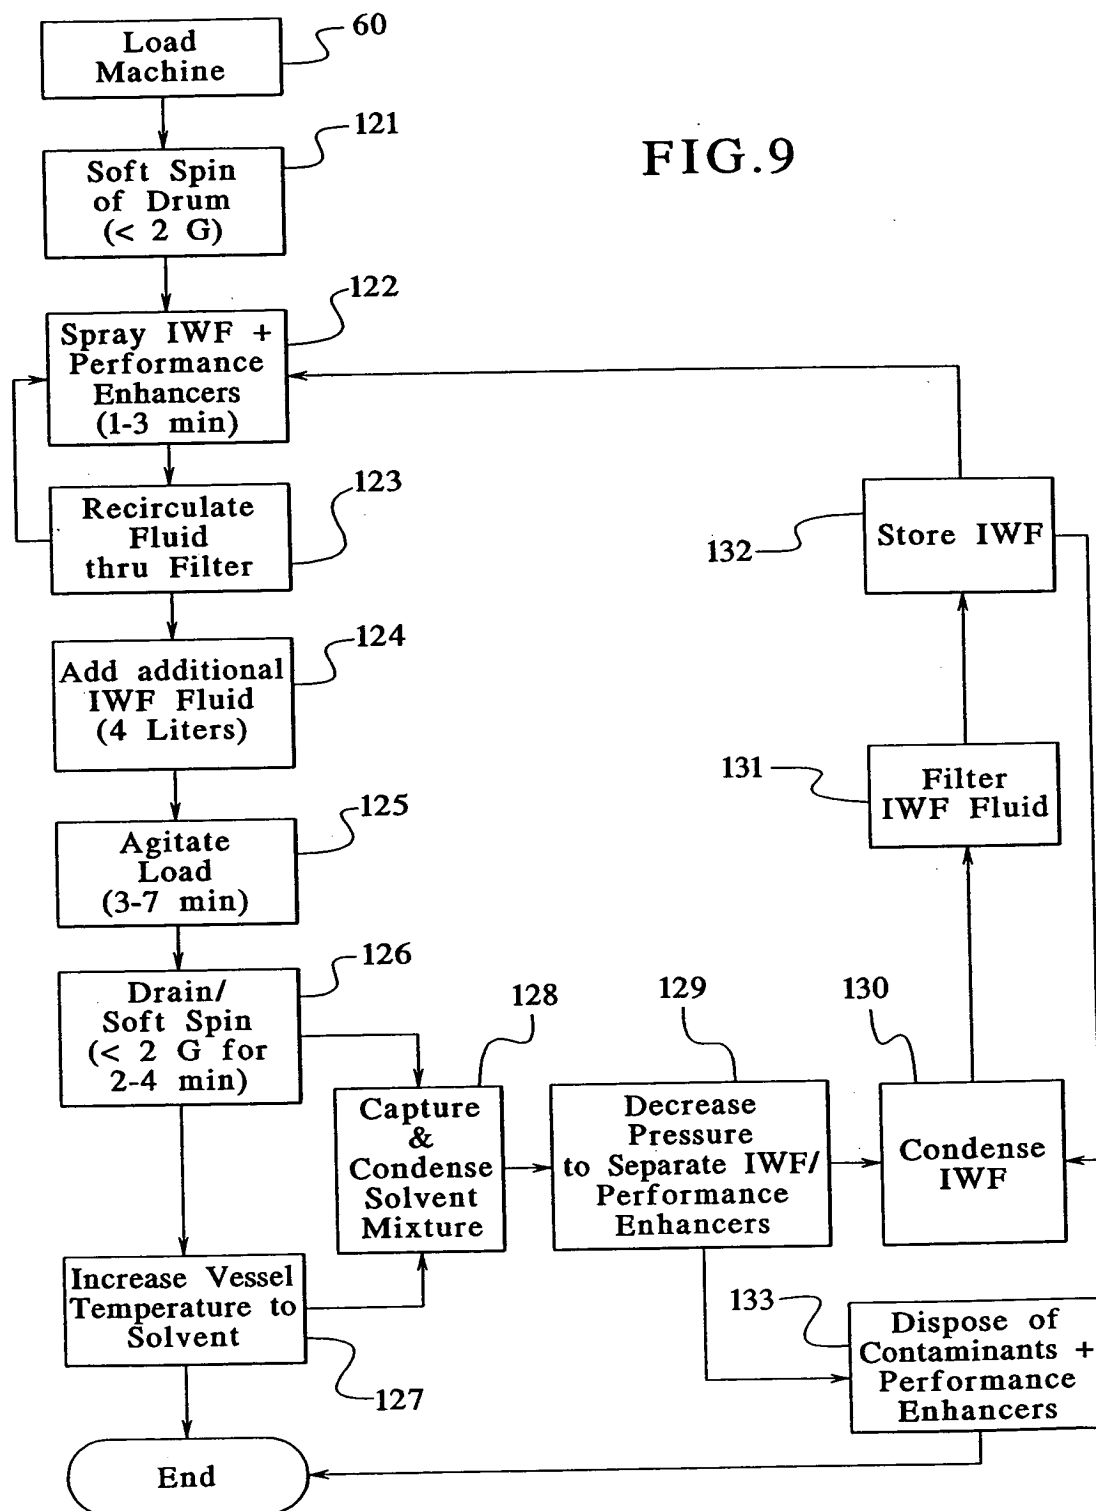 FIG.9
Load
Machine
60
Soft Spin
of Drum
(< 2 G)
121
Spray IWF +
Performance
Enhancers
(1-3 min)
122
Recirculate
Fluid
thru Filter
123
Add additional
IWF Fluid
(4 Liters)
124
Agitate
Load
(3-7 min)
125
Drain/
Soft Spin
(< 2 G for
2-4 min)
126
Increase Vessel
Temperature to
Solvent
127
End
Capture
&
Condense
Solvent
Mixture
128
Decrease
Pressure
to Separate IWF/
Performance
Enhancers
129
Condense
IWF
130
Filter
IWF Fluid
131
Store IWF
132
Dispose of
Contaminants +
Performance
Enhancers
133